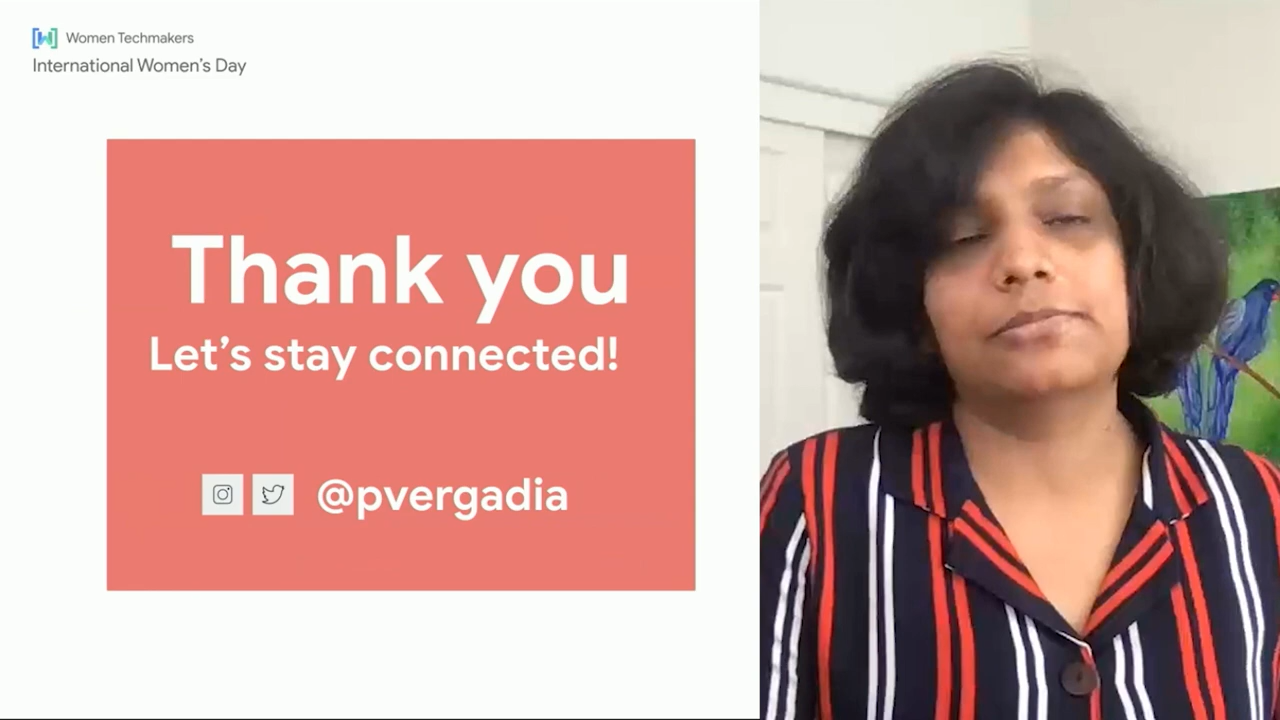 Women Techmakers
International Women's Day
Thank you
Let's stay connected!
@pvergadia